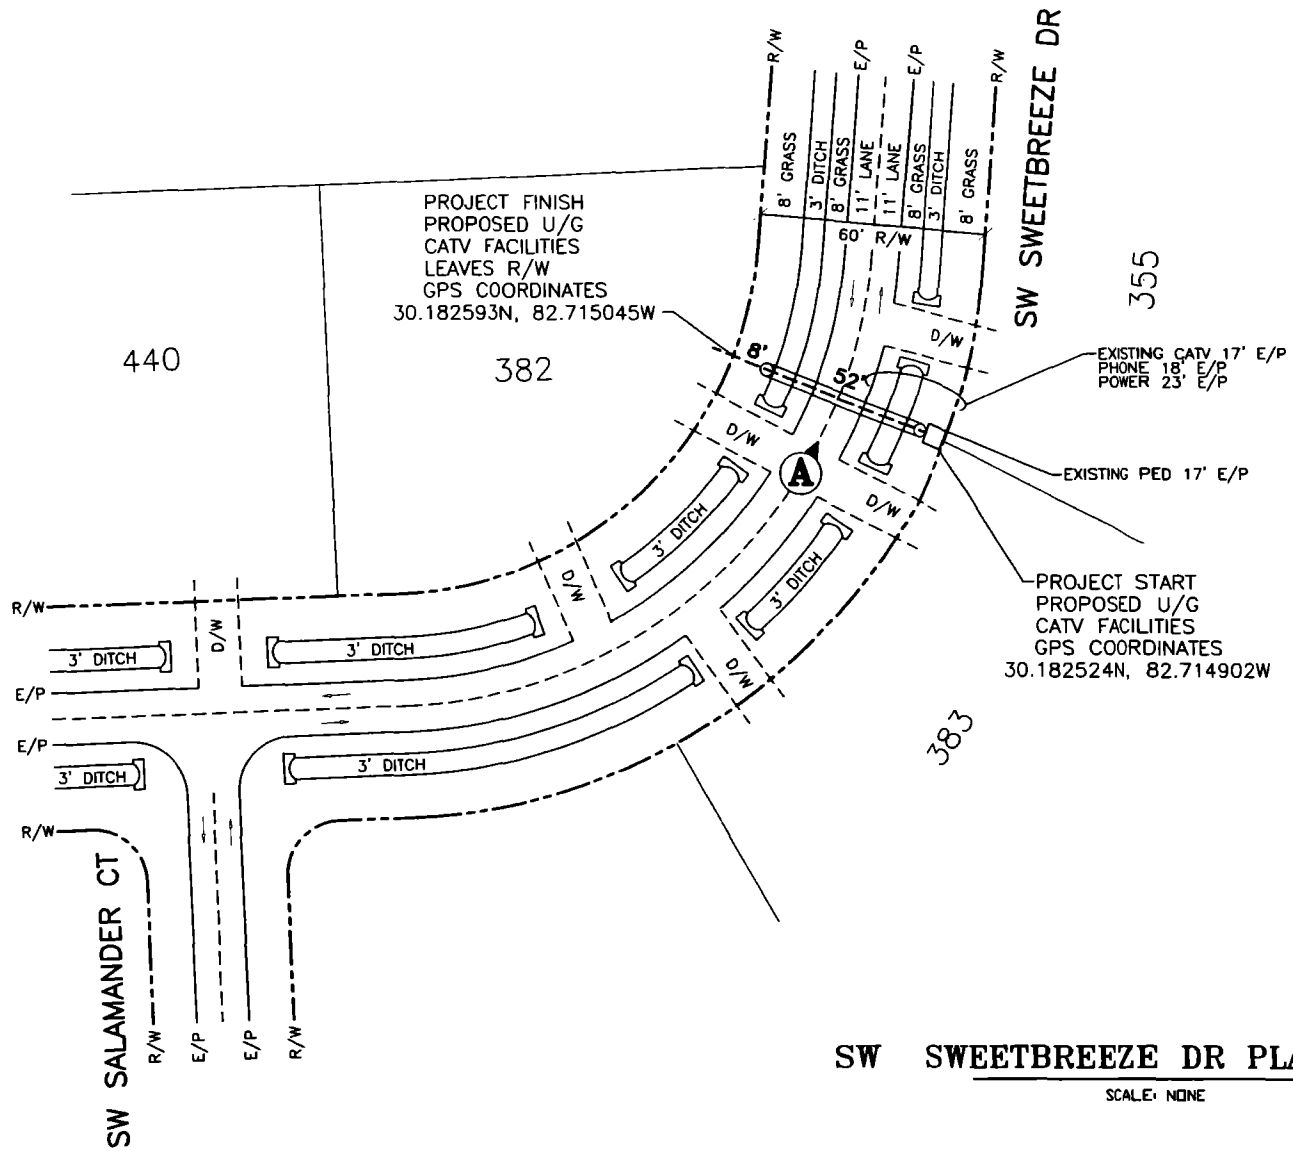 SW SWEETBREEZE DR
R/W
E/P
E/P
R/W
8' GRASS
3' DITCH
8' GRASS
11' LANE
11' LANE
8' GRASS
3' DITCH
8' GRASS
60' R/W
PROJECT FINISH
PROPOSED U/G
CATV FACILITIES
LEAVES R/W
GPS COORDINATES
30.182593N, 82.715045W
355
440
382
8'
52'
D/W
EXISTING CATV 17' E/P
PHONE 18' E/P
POWER 23' E/P
D/W
A
EXISTING PED 17' E/P
D/W
3' DITCH
3' DITCH
D/W
PROJECT START
PROPOSED U/G
CATV FACILITIES
GPS COORDINATES
30.182524N, 82.714902W
R/W
D/W
3' DITCH
3' DITCH
D/W
E/P
E/P
3' DITCH
3' DITCH
383
R/W
SW SALAMANDER CT
R/W
E/P
E/P
R/W
SW SWEETBREEZE DR
SCALE: NONE